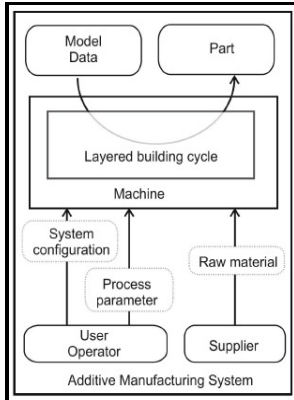 Model
Data
Part
Layered building cycle
Machine
System
configuration
Process
parameter
Raw material
User
Operator
Supplier
Additive Manufacturing System